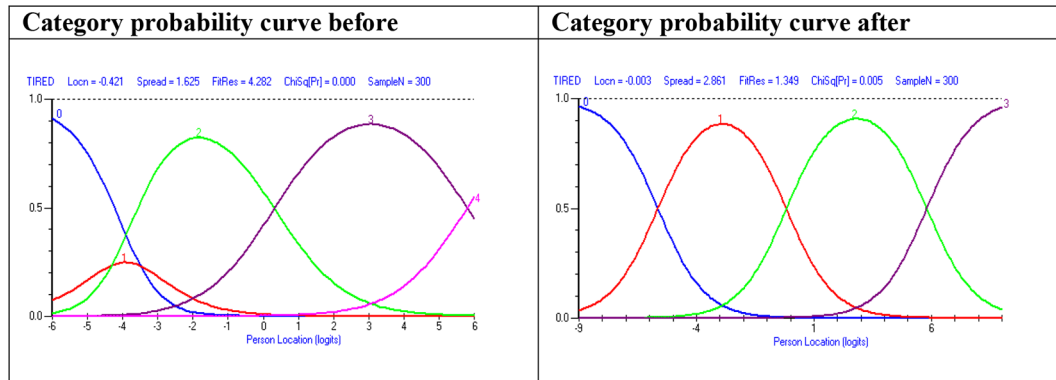 Category probability curve before
TIRED Locn = -0.421 Spread = 1.625 FitRes = 4.282 ChiSq[Pr] = 0.000 SampleN = 300
1.0
0
2
3
0.5
4
1
0.0
-6 -5 -4 -3 -2 -1 0 1 2 3 4 5 6
Person Location (logits)
Category probability curve after
TIRED Locn = -0.003 Spread = 2.861 FitRes = 1.349 ChiSq[Pr] = 0.005 SampleN = 300
1.0
0
1
2
3
0.5
0.0
-9 -4 1 6
Person Location (logits)